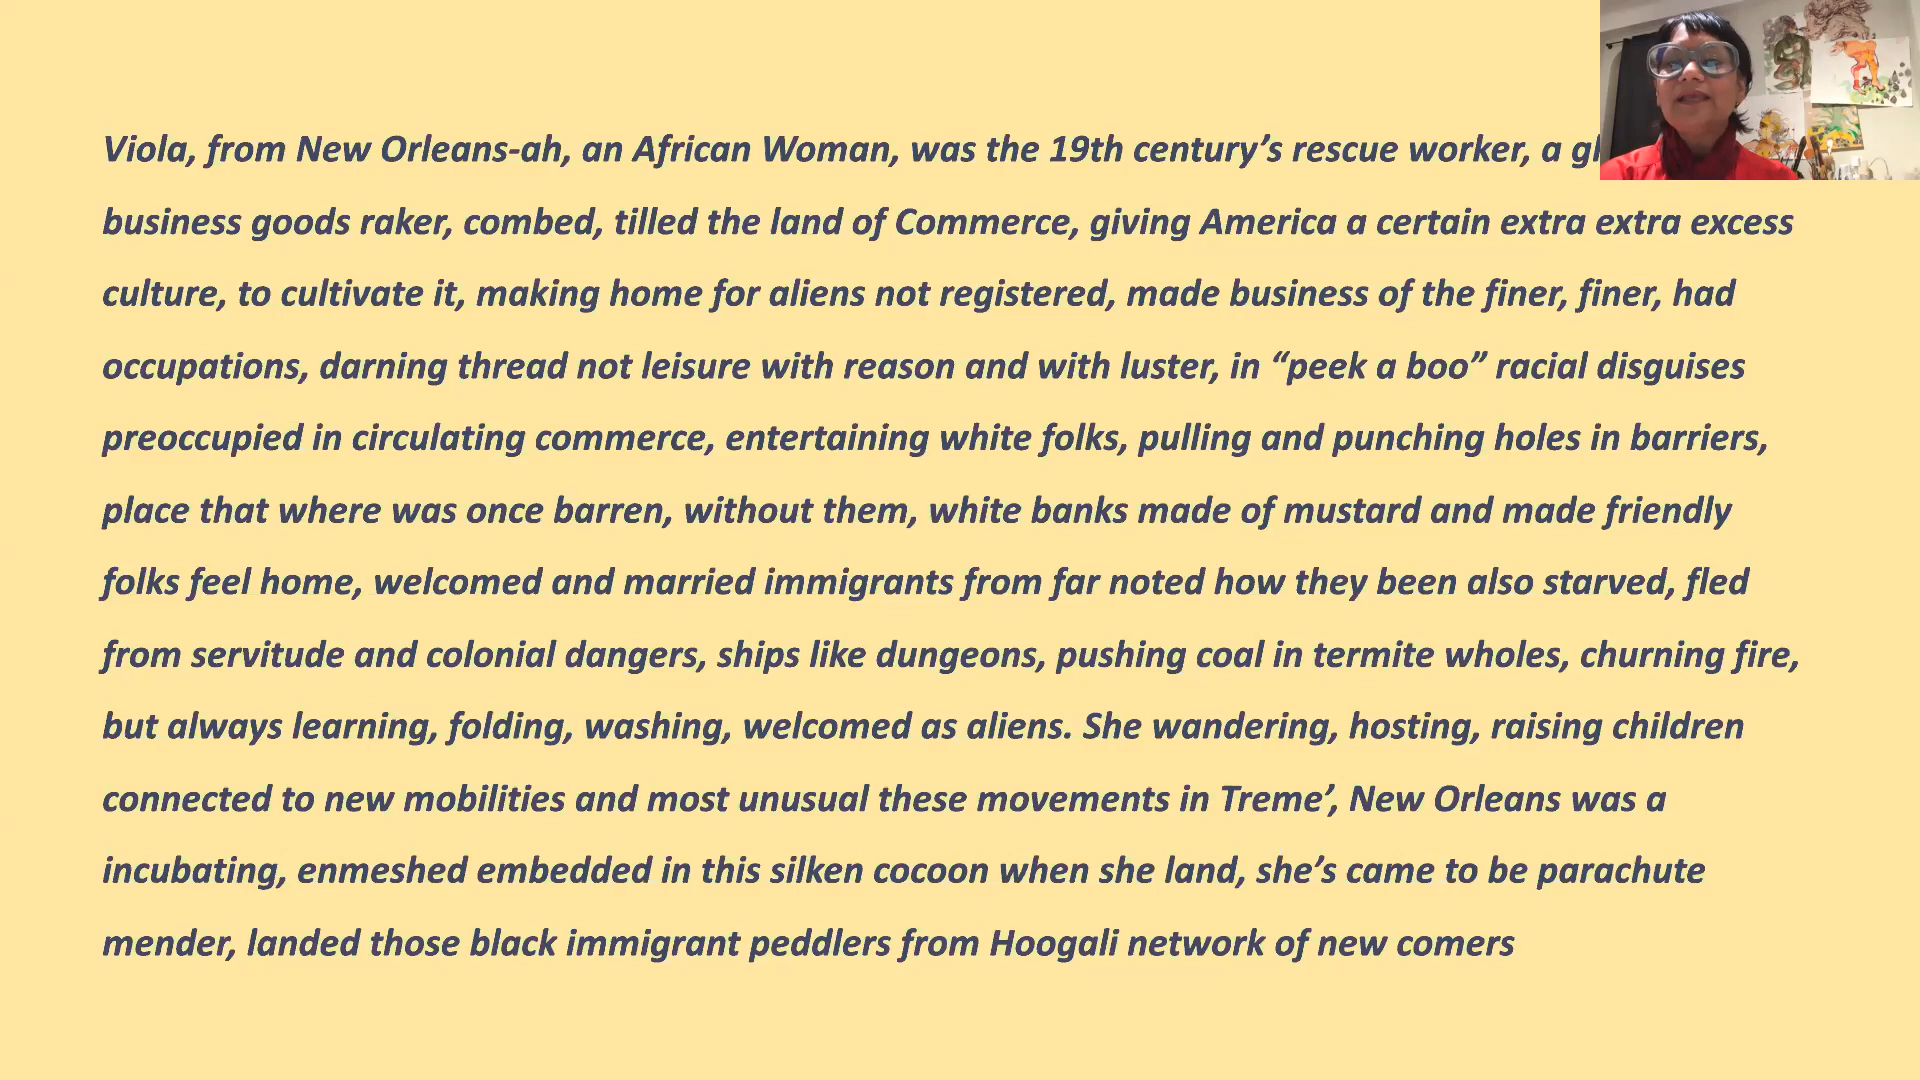 Viola, from New Orleans-ah, an African Woman, was the 19th century’s rescue worker, a
business goods raker, combed, tilled the land of Commerce, giving America a certain extra extra excess
culture, to cultivate it, making home for aliens not registered, made business of the finer, finer, had
occupations, darning thread not leisure with reason and with luster, in “peek a boo” racial disguises
preoccupied in circulating commerce, entertaining white folks, pulling and punching holes in barriers,
place that where was once barren, without them, white banks made of mustard and made friendly
folks feel home, welcomed and married immigrants from far noted how they been also starved, fled
from servitude and colonial dangers, ships like dungeons, pushing coal in termite wholes, churning fire,
but always learning, folding, washing, welcomed as aliens. She wandering, hosting, raising children
connected to new mobilities and most unusual these movements in Treme’, New Orleans was a
incubating, enmeshed embedded in this silken cocoon when she land, she’s came to be parachute
mender, landed those black immigrant peddlers from Hoogali network of new comers